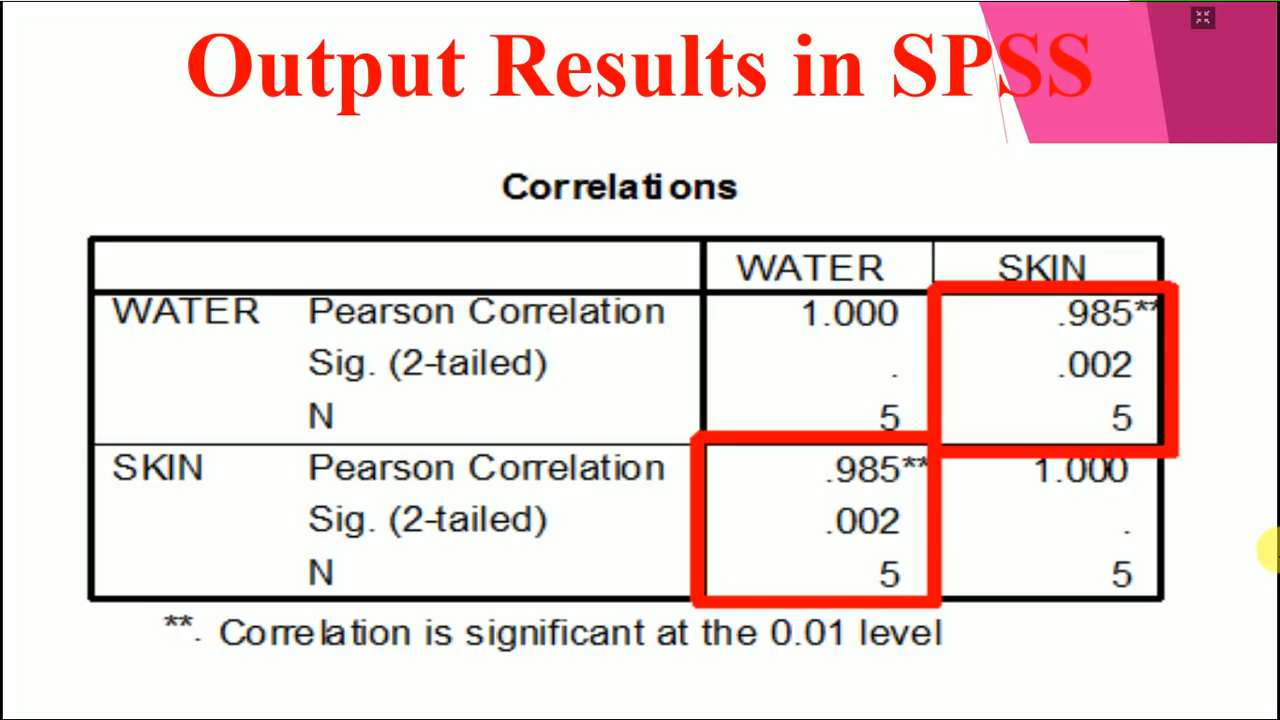 Output Results in SPSS
Correlations
WATER SKIN
WATER Pearson Correlation 1.000 .985**
Sig. (2-tailed) . .002
N 5 5
SKIN Pearson Correlation .985** 1.000
Sig. (2-tailed) .002 .
N 5 5
**. Correlation is significant at the 0.01 level